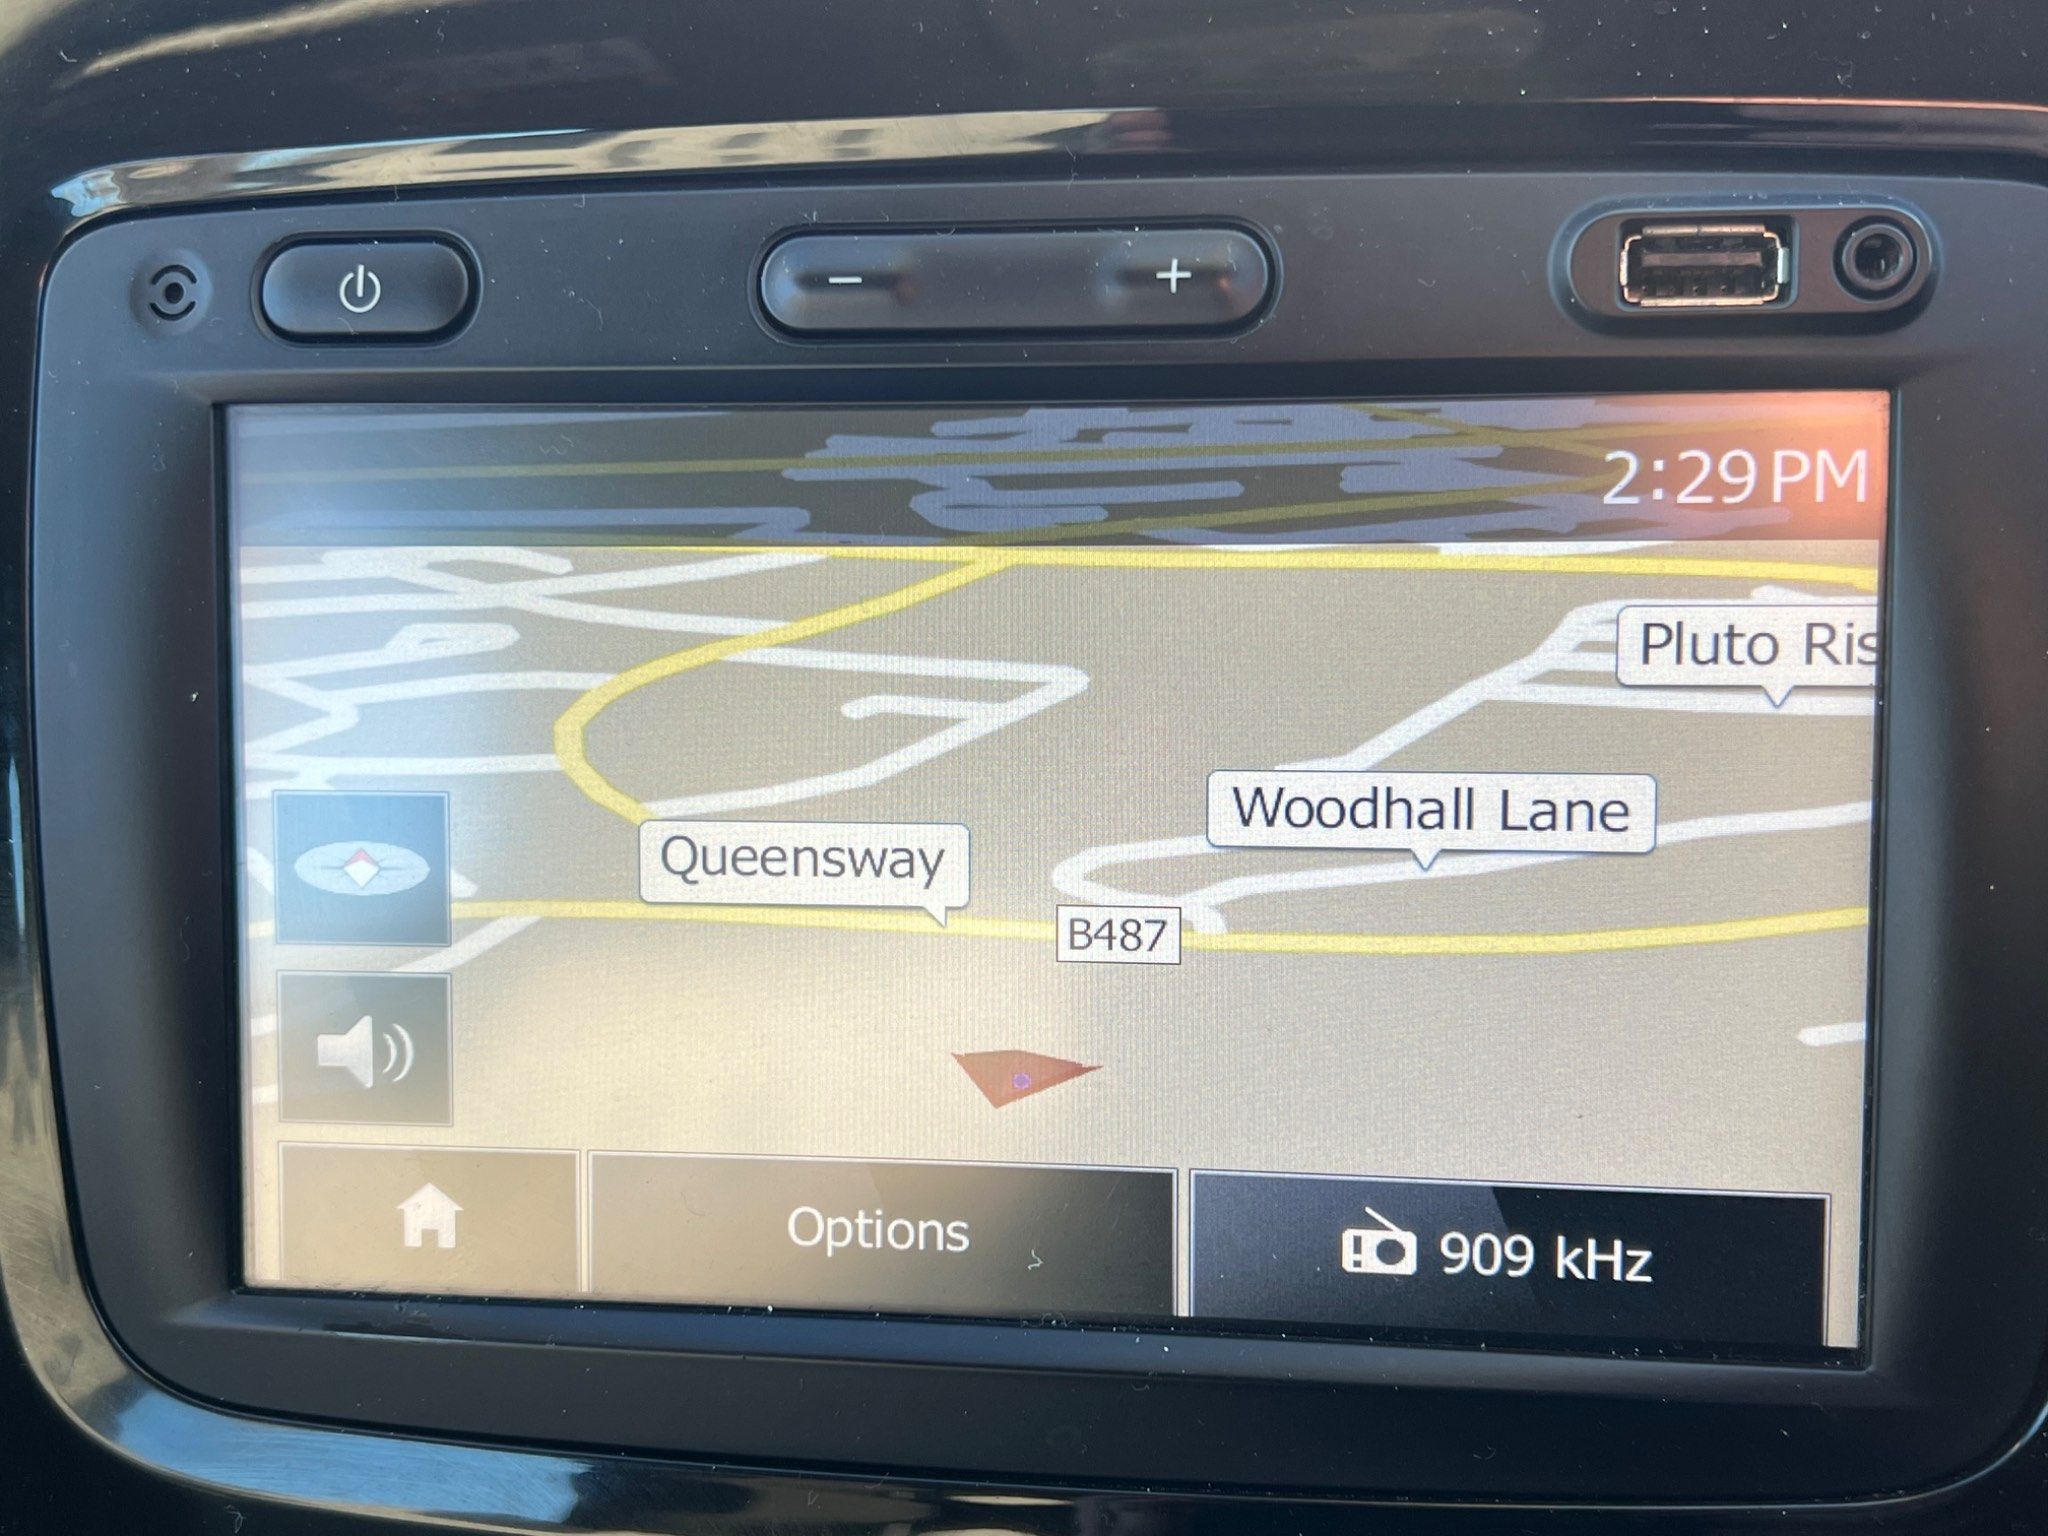 2:29 PM
Pluto Ris
Woodhall Lane
Queensway
B487
Options
909 kHz